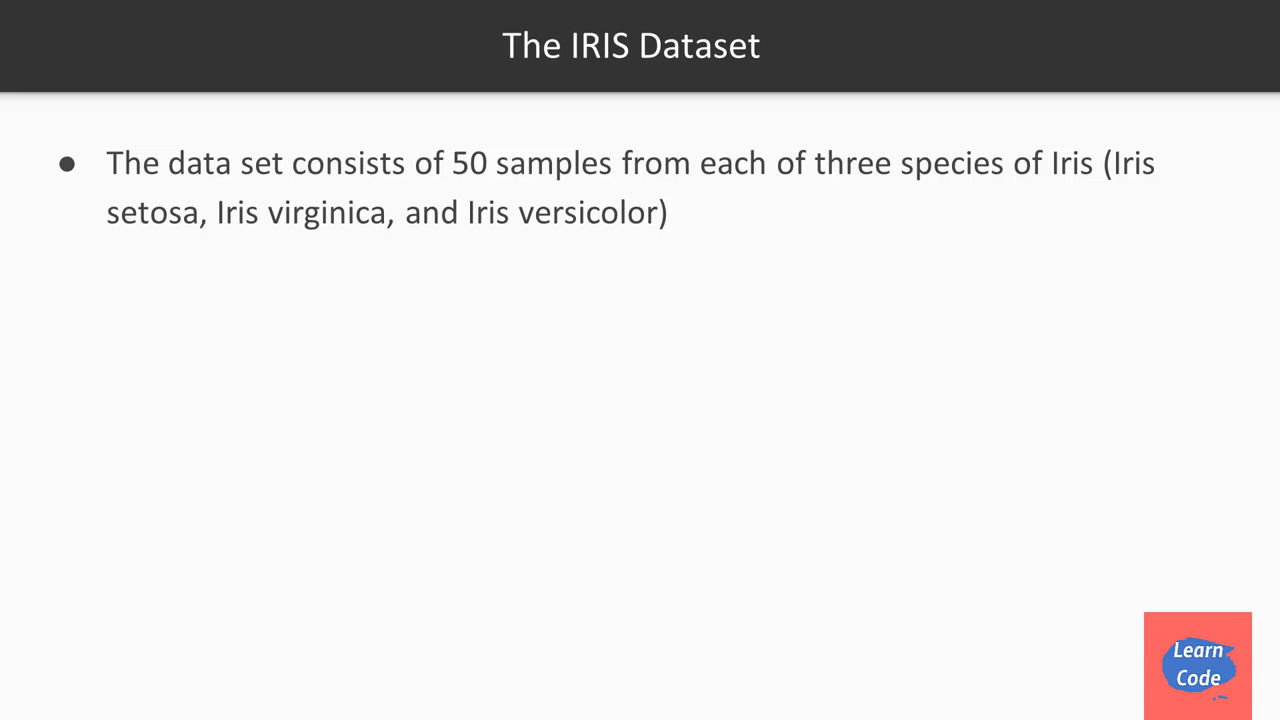 The IRIS Dataset
● The data set consists of 50 samples from each of three species of Iris (Iris
setosa, Iris virginica, and Iris versicolor)
Learn
Code